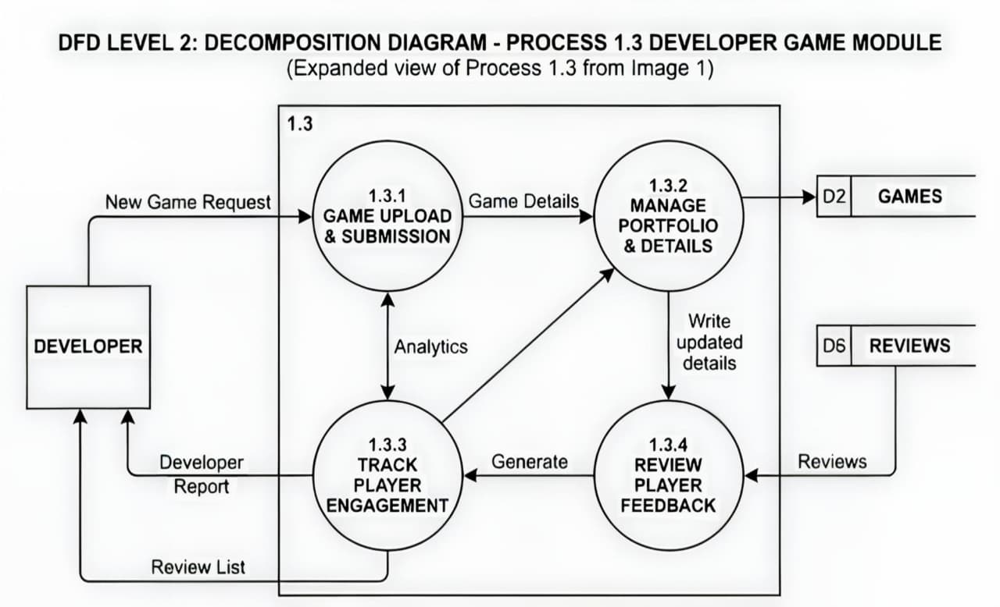 DFD LEVEL 2: DECOMPOSITION DIAGRAM - PROCESS 1.3 DEVELOPER GAME MODULE
(Expanded view of Process 1.3 from Image 1)
1.3
New Game Request
1.3.1
GAME UPLOAD
& SUBMISSION
Game Details
1.3.2
MANAGE
PORTFOLIO
& DETAILS
D2
GAMES
DEVELOPER
Analytics
Write
updated
details
D6
REVIEWS
Developer
Report
1.3.3
TRACK
PLAYER
ENGAGEMENT
Generate
1.3.4
REVIEW
PLAYER
FEEDBACK
Reviews
Review List